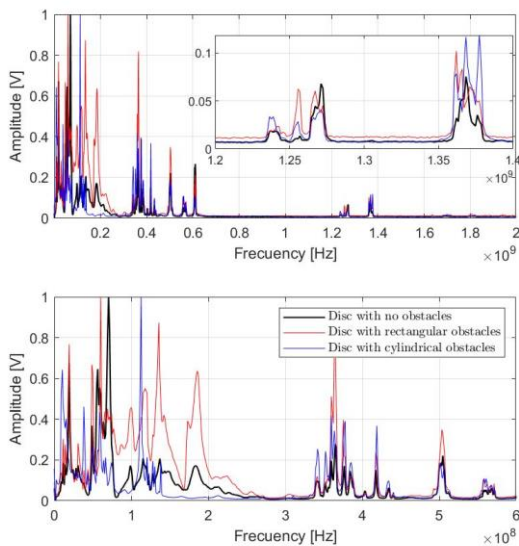 1
0.8
0.6
0.4
0.2
0
Amplitude [V]
0.1
0.05
0
1.2 1.25 1.3 1.35 1.4
×10⁹
0.2 0.4 0.6 0.8 1 1.2 1.4 1.6 1.8 2
Frecuency [Hz]
×10⁹
1
0.8
0.6
0.4
0.2
0
Amplitude [V]
Disc with no obstacles
Disc with rectangular obstacles
Disc with cylindrical obstacles
0 1 2 3 4 5 6
Frecuency [Hz]
×10⁸